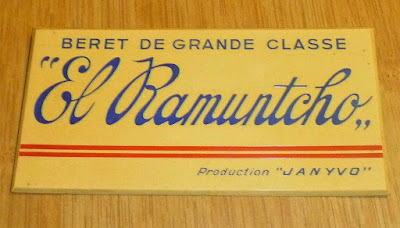 BERET DE GRANDE CLASSE
"El Ramuntcho„
Production "JANYVO"